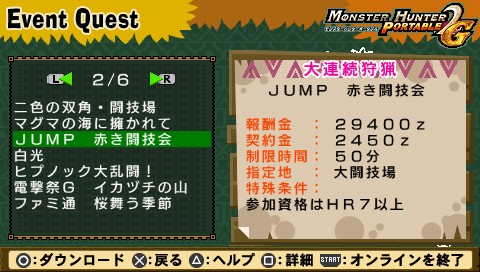 Event Quest
MONSTER HUNTER
PORTABLE 2nd G
L 2/6 R
二色の双角・闘技場
マグマの海に擁かれて
ＪＵＭＰ　赤き闘技会
白光
ヒプノック大乱闘！
電撃祭Ｇ　イカヅチの山
ファミ通　桜舞う季節
大連続狩猟
ＪＵＭＰ　赤き闘技会
報酬金　：　２９４００ｚ
契約金　：　２４５０ｚ
制限時間：　５０分
指定地　：　大闘技場
特殊条件：
参加資格はＨＲ７以上
○:ダウンロード ×:戻る △:ヘルプ □:詳細 START:オンラインを終了